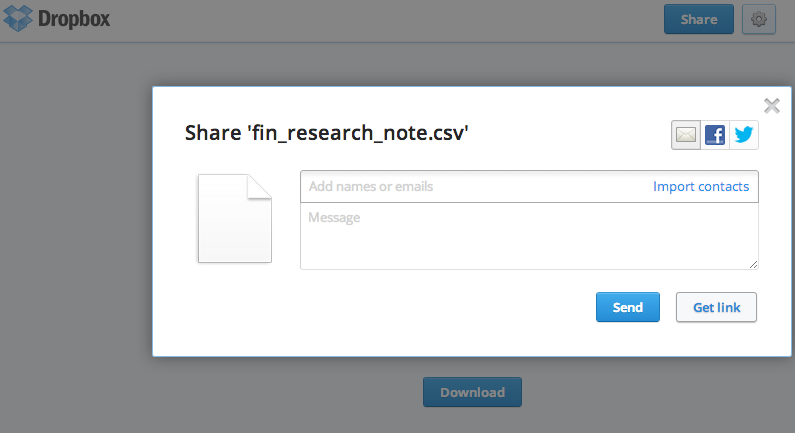 Dropbox
Share
Share 'fin_research_note.csv'
Add names or emails
Import contacts
Message
Send
Get link
Download